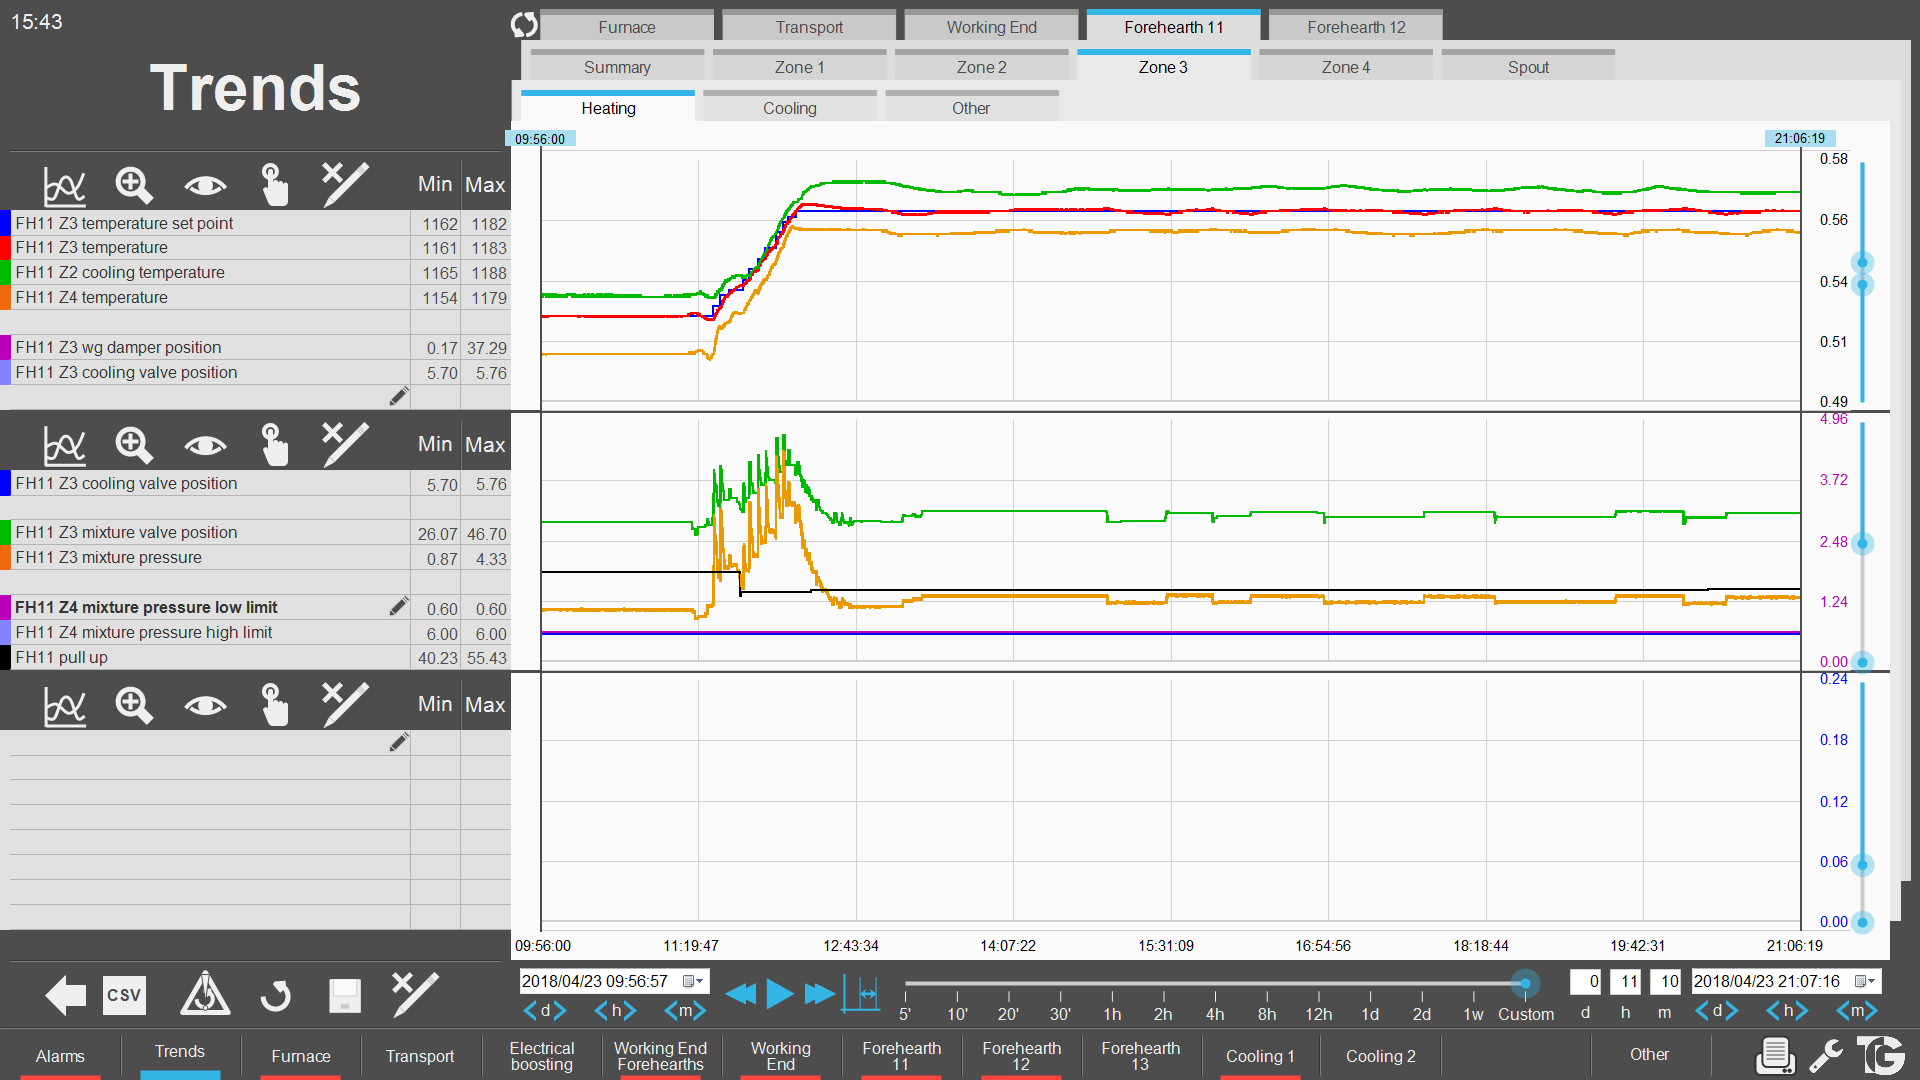 15:43
Trends
Furnace Transport Working End Forehearth 11 Forehearth 12
Summary Zone 1 Zone 2 Zone 3 Zone 4 Spout
Heating Cooling Other
09:56:00 21:06:19
Min Max
FH11 Z3 temperature set point 1162 1182
FH11 Z3 temperature 1161 1183
FH11 Z2 cooling temperature 1165 1188
FH11 Z4 temperature 1154 1179
FH11 Z3 wg damper position 0.17 37.29
FH11 Z3 cooling valve position 5.70 5.76
0.58
0.56
0.54
0.51
0.49
Min Max
FH11 Z3 cooling valve position 5.70 5.76
FH11 Z3 mixture valve position 26.07 46.70
FH11 Z3 mixture pressure 0.87 4.33
FH11 Z4 mixture pressure low limit 0.60 0.60
FH11 Z4 mixture pressure high limit 6.00 6.00
FH11 pull up 40.23 55.43
4.96
3.72
2.48
1.24
0.00
Min Max
0.24
0.18
0.12
0.06
0.00
09:56:00 11:19:47 12:43:34 14:07:22 15:31:09 16:54:56 18:18:44 19:42:31 21:06:19
CSV
2018/04/23 09:56:57
d h m
5' 10' 20' 30' 1h 2h 4h 8h 12h 1d 2d 1w Custom
0 11 10
d h m
2018/04/23 21:07:16
d h m
Alarms
Trends
Furnace
Transport
Electrical
boosting
Working End
Forehearths
Working
End
Forehearth
11
Forehearth
12
Forehearth
13
Cooling 1
Cooling 2
Other
TG